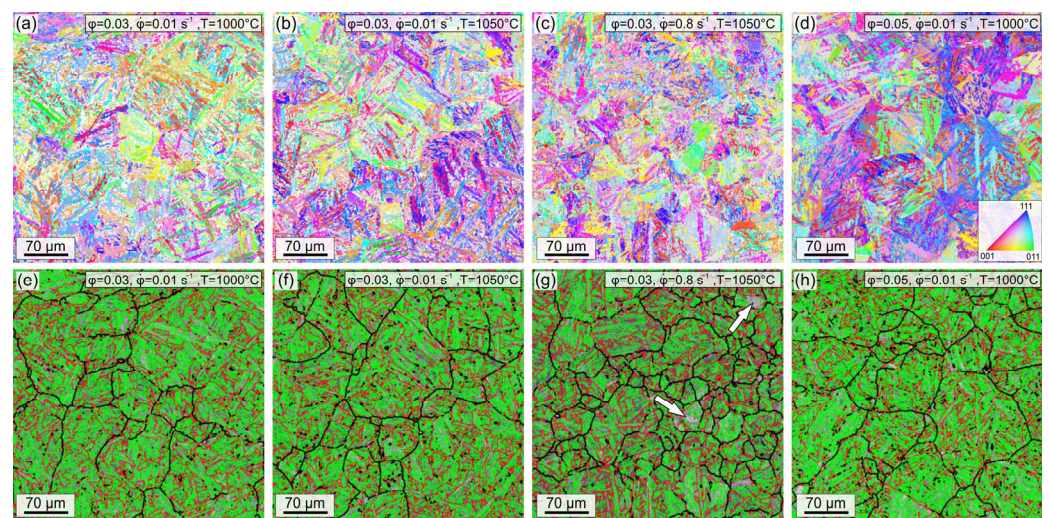 (a) φ=0.03, φ̇=0.01 s⁻¹,T=1000°C
(b) φ=0.03, φ̇=0.01 s⁻¹,T=1050°C
(c) φ=0.03, φ̇=0.8 s⁻¹,T=1050°C
(d) φ=0.05, φ̇=0.01 s⁻¹,T=1000°C
70 µm
70 µm
70 µm
70 µm
111
001
011
(e) φ=0.03, φ̇=0.01 s⁻¹,T=1000°C
(f) φ=0.03, φ̇=0.01 s⁻¹,T=1050°C
(g) φ=0.03, φ̇=0.8 s⁻¹,T=1050°C
(h) φ=0.05, φ̇=0.01 s⁻¹,T=1000°C
70 µm
70 µm
70 µm
70 µm